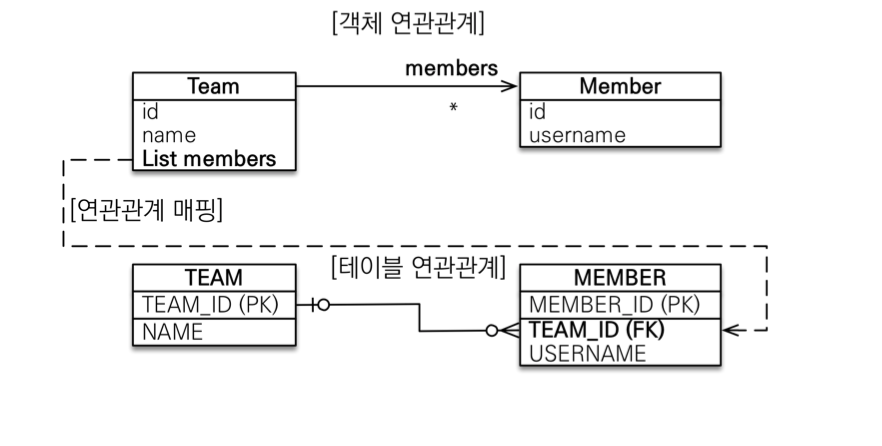 [객체 연관관계]
members
Team
Member
*
id
name
List members
id
username
[연관관계 매핑]
[테이블 연관관계]
TEAM
TEAM_ID (PK)
NAME
MEMBER
MEMBER_ID (PK)
TEAM_ID (FK)
USERNAME